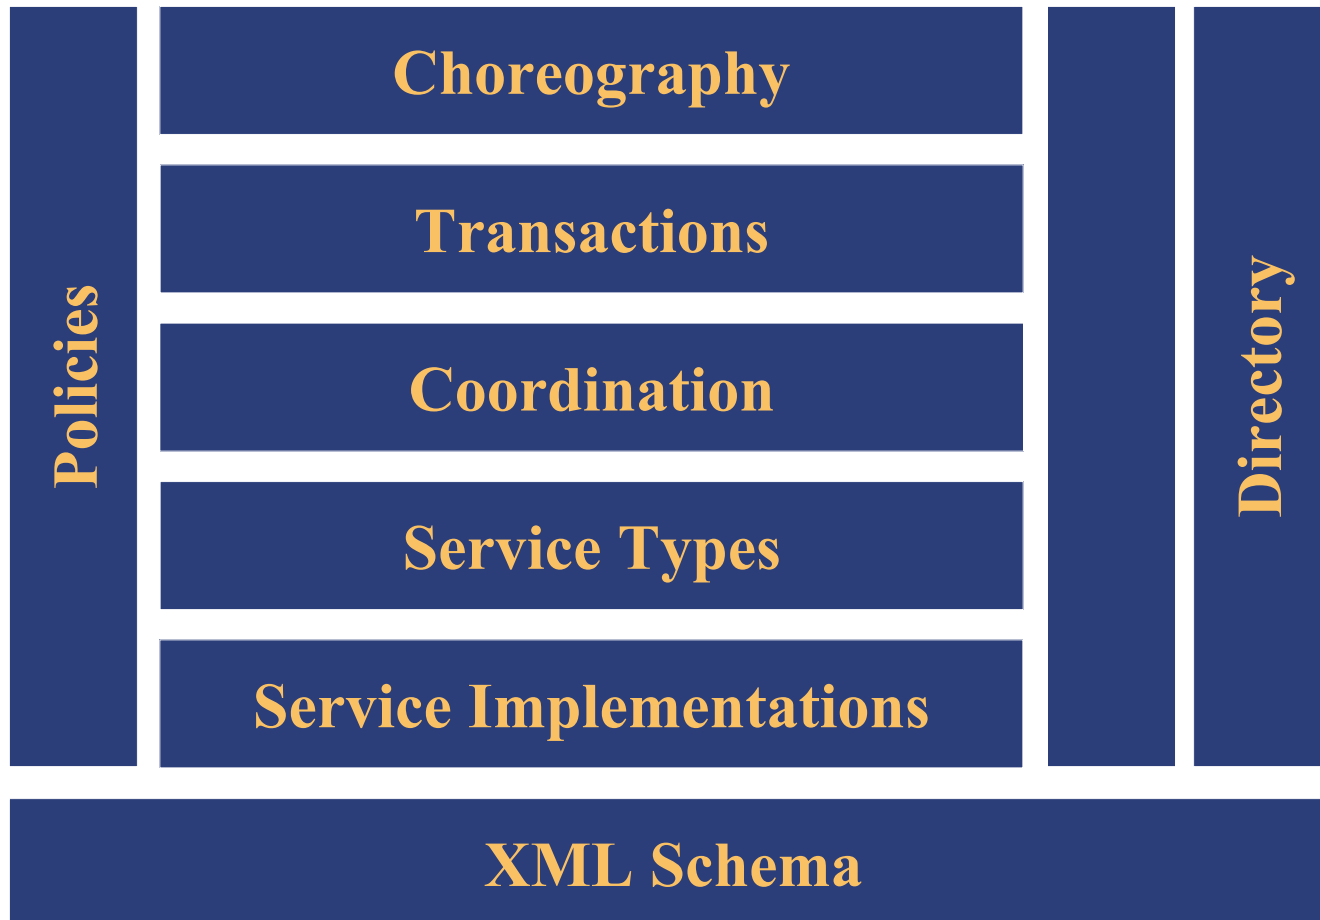 Choreography
Transactions
Coordination
Service Types
Service Implementations
Policies
Directory
XML Schema